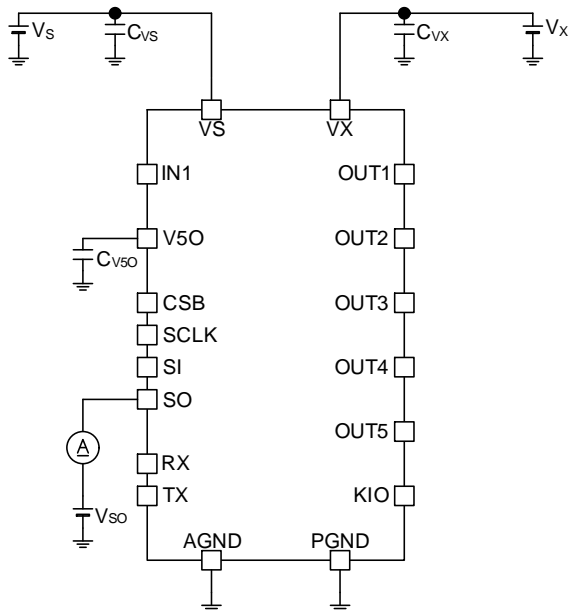 VS CVS CVX VX
VS VX
IN1 OUT1
V5O OUT2
CV5O
CSB OUT3
SCLK
SI OUT4
SO
OUT5
A
RX
TX KIO
VSO
AGND PGND